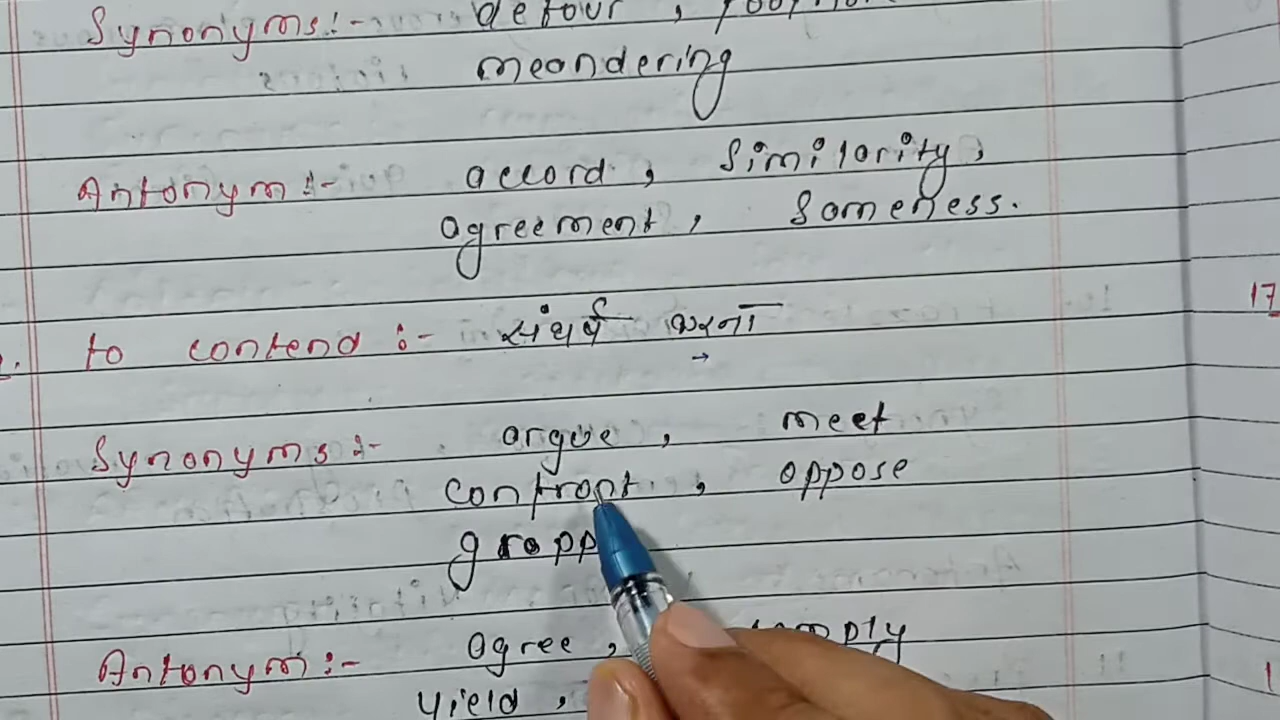 Synonyms:- detour,
meandering
Antonym:- accord, similarity,
agreement, sameness.
17
to contend :- संघर्ष करना
→
Synonyms:- argue, meet
confront, oppose
Antonym:- agree,
yield,